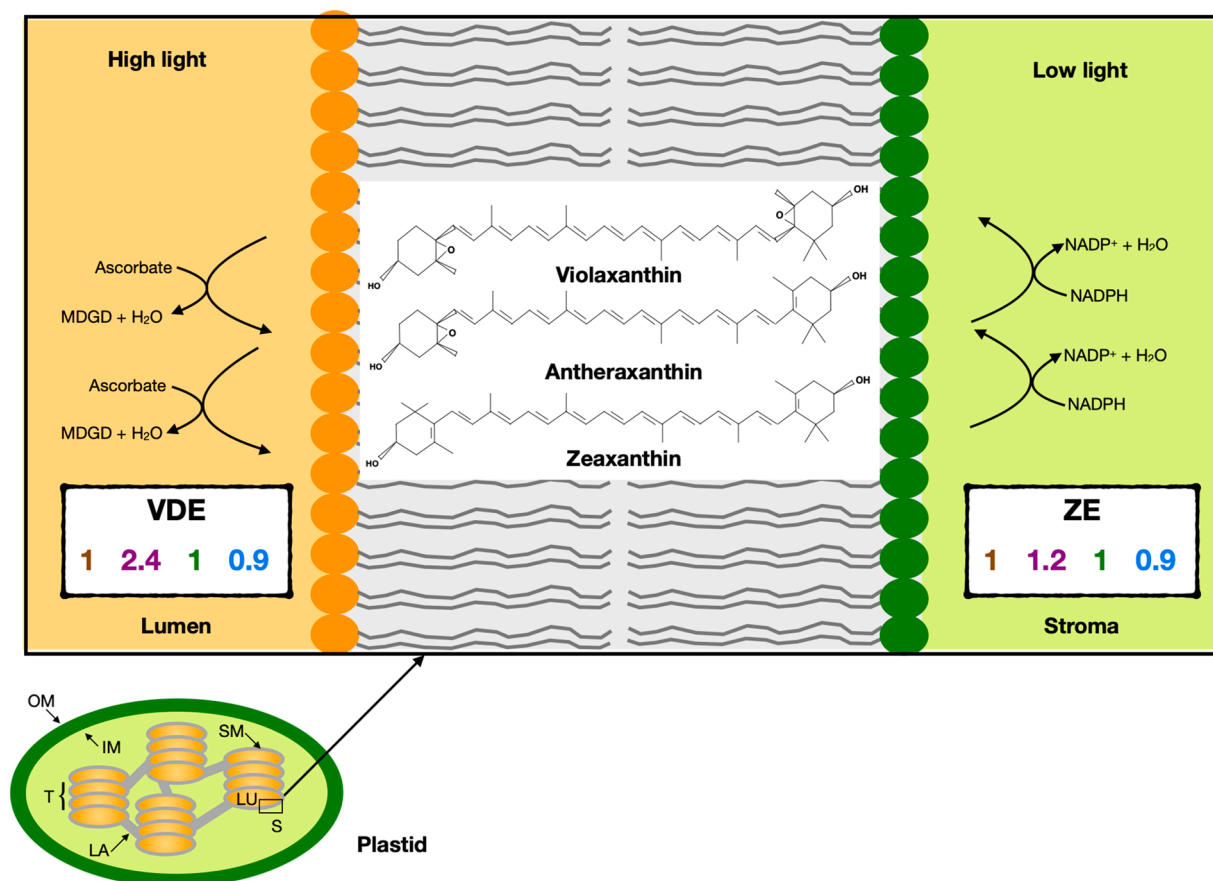 High light
Low light
OH
O
O
HO
Violaxanthin
OH
O
HO
Antheraxanthin
OH
HO
Zeaxanthin
Ascorbate
MDGD + H₂O
Ascorbate
MDGD + H₂O
NADP⁺ + H₂O
NADPH
NADP⁺ + H₂O
NADPH
VDE
1 2.4 1 0.9
Lumen
ZE
1 1.2 1 0.9
Stroma
OM
IM
SM
T
LU
S
LA
Plastid